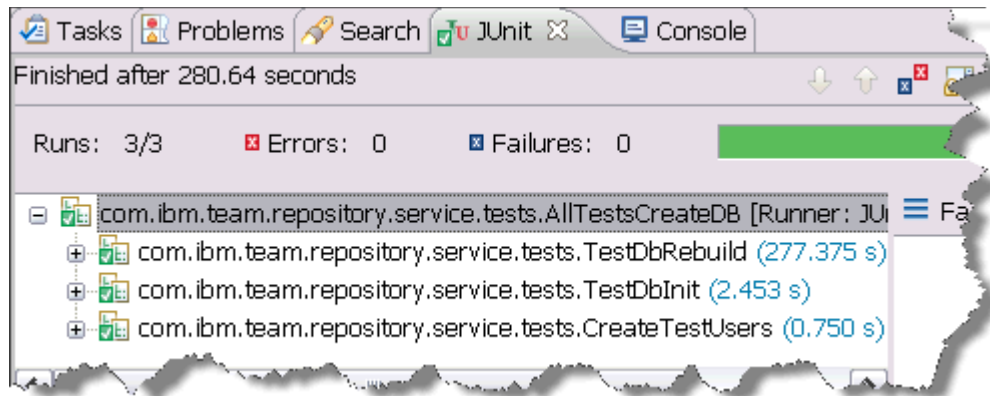 Tasks Problems Search JUnit Console
Finished after 280.64 seconds
Runs: 3/3 Errors: 0 Failures: 0
com.ibm.team.repository.service.tests.AllTestsCreateDB [Runner: JU
com.ibm.team.repository.service.tests.TestDbRebuild (277.375 s)
com.ibm.team.repository.service.tests.TestDbInit (2.453 s)
com.ibm.team.repository.service.tests.CreateTestUsers (0.750 s)